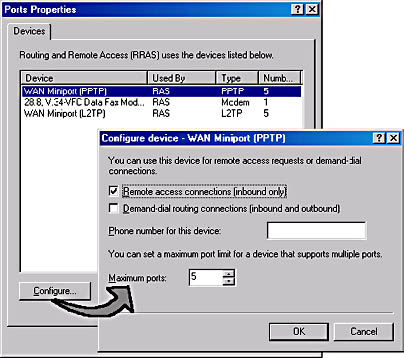 Ports Properties
Devices
Routing and Remote Access (RRAS) uses the devices listed below.
Device Used By Type Numb...
WAN Miniport (PPTP) RAS PPTP 5
28.8, V.34-VFC Data Fax Mod... RAS Modem 1
WAN Miniport (L2TP) RAS L2TP 5
Configure...
Configure device - WAN Miniport (PPTP)
You can use this device for remote access requests or demand-dial
connections.
Remote access connections (inbound only)
Demand-dial routing connections (inbound and outbound)
Phone number for this device:
You can set a maximum port limit for a device that supports multiple ports.
Maximum ports: 5
OK Cancel